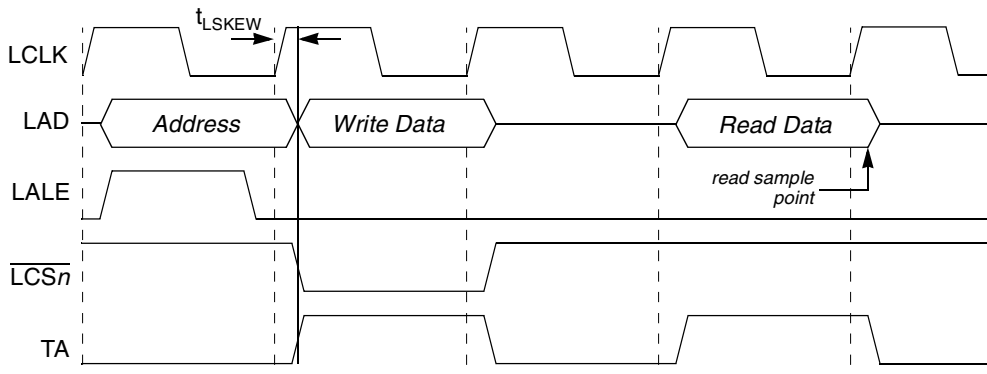 tLSKEW
LCLK
LAD
Address
Write Data
Read Data
LALE
read sample
point
LCSn
TA